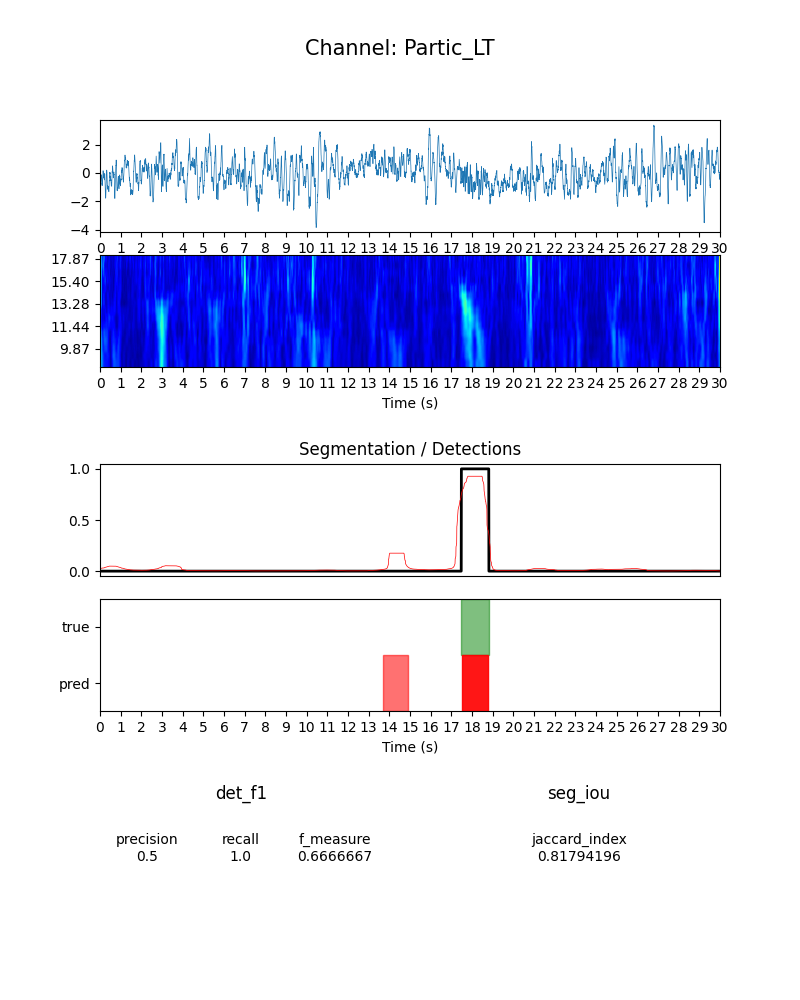 Channel: Partic_LT
2
0
−2
−4
0 1 2 3 4 5 6 7 8 9 10 11 12 13 14 15 16 17 18 19 20 21 22 23 24 25 26 27 28 29 30
17.87
15.40
13.28
11.44
9.87
0 1 2 3 4 5 6 7 8 9 10 11 12 13 14 15 16 17 18 19 20 21 22 23 24 25 26 27 28 29 30
Time (s)
Segmentation / Detections
1.0
0.5
0.0
true
pred
0 1 2 3 4 5 6 7 8 9 10 11 12 13 14 15 16 17 18 19 20 21 22 23 24 25 26 27 28 29 30
Time (s)
det_f1 seg_iou
precision recall f_measure jaccard_index
0.5 1.0 0.6666667 0.81794196